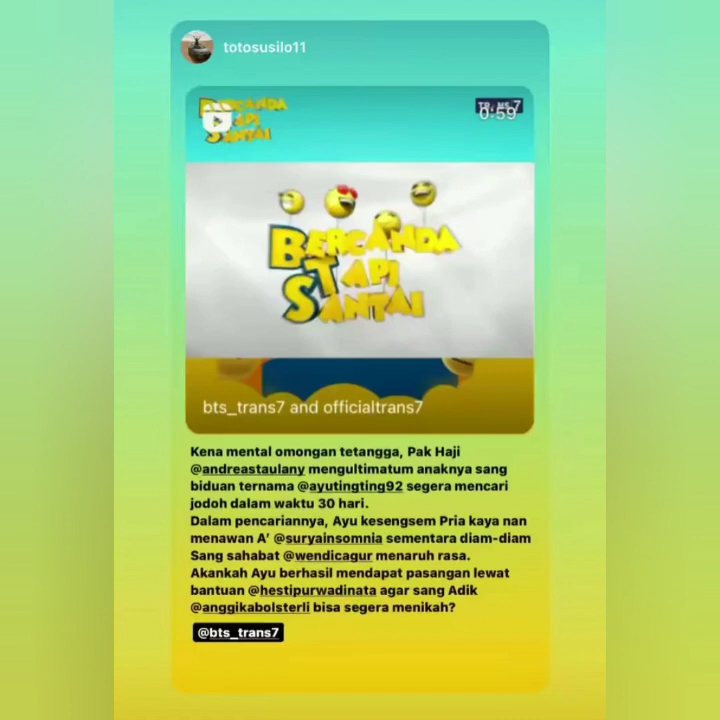 totosusilo11
BERCANDA
TAPI
SANTAI
TRANS7
0:59
BERCANDA
TAPI
SANTAI
bts_trans7 and officialtrans7
Kena mental omongan tetangga, Pak Haji
@andreastaulany mengultimatum anaknya sang
biduan ternama @ayutingting92 segera mencari
jodoh dalam waktu 30 hari.
Dalam pencariannya, Ayu kesengsem Pria kaya nan
menawan A’ @suryainsomnia sementara diam-diam
Sang sahabat @wendicagur menaruh rasa.
Akankah Ayu berhasil mendapat pasangan lewat
bantuan @hestipurwadinata agar sang Adik
@anggikabolsterli bisa segera menikah?
@bts_trans7